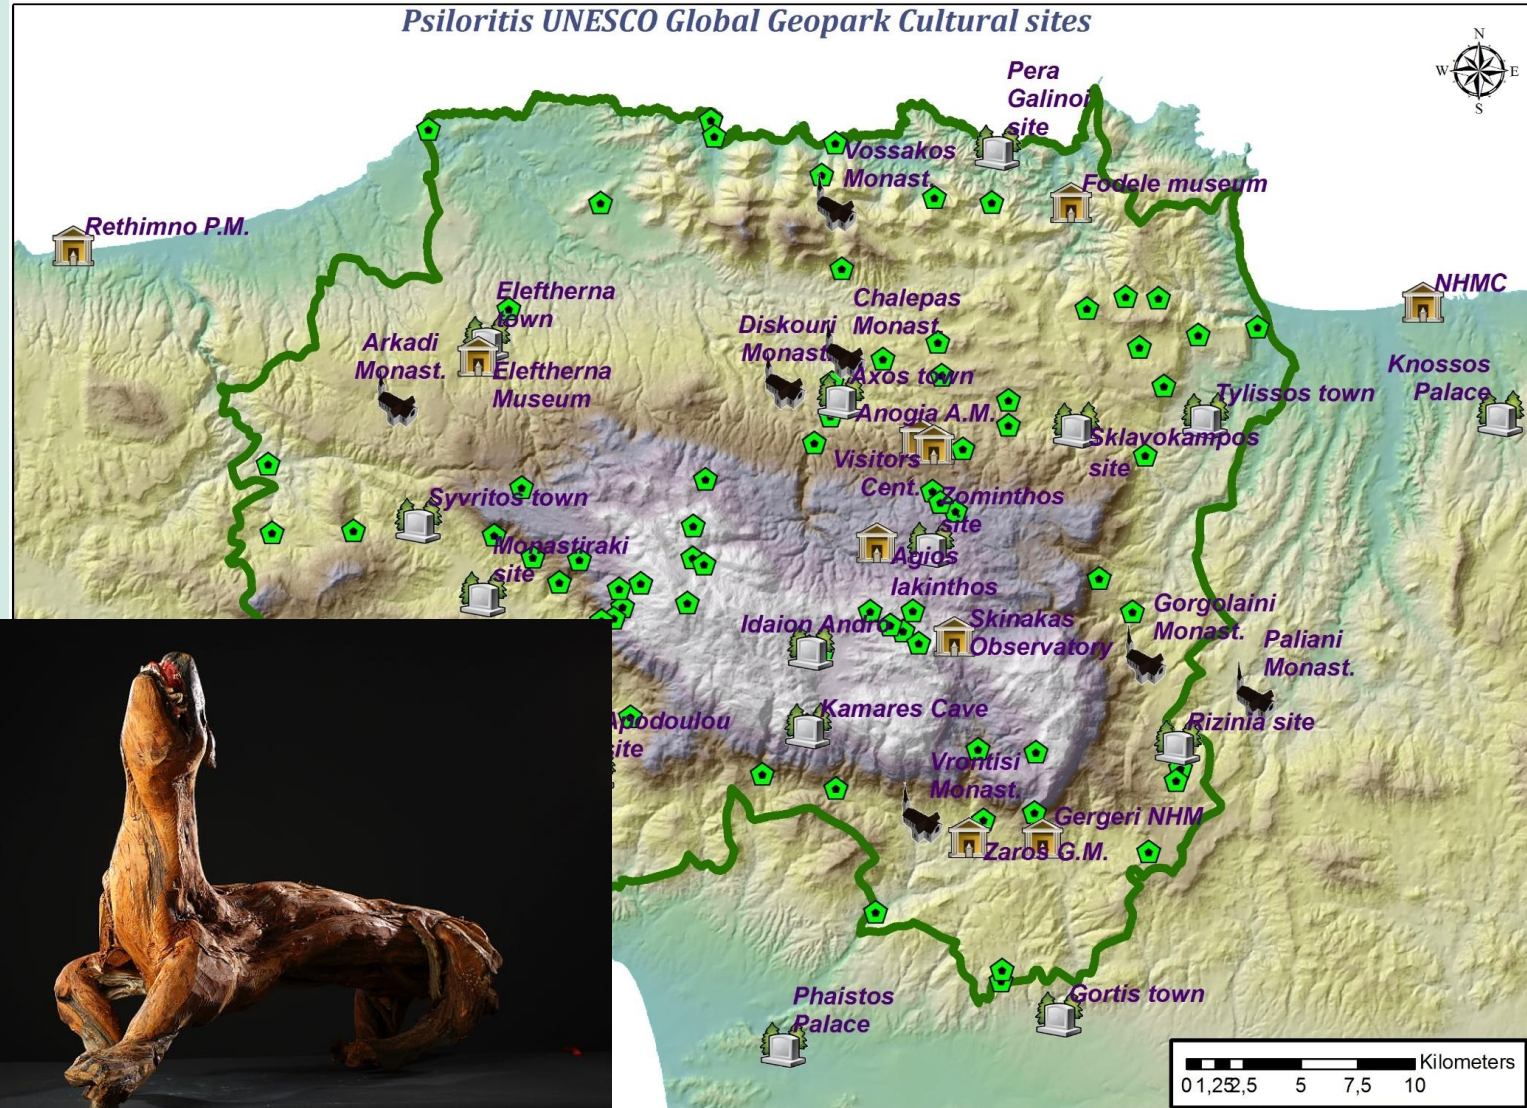 Psiloritis UNESCO Global Geopark Cultural sites
N
W E
S
Pera
Galinoi
site
Vossakos
Monast.
Fodele museum
Rethimno P.M.
NHMC
Eleftherna
town
Chalepas
Monast.
Diskouri
Monast.
Arkadi
Monast.
Eleftherna
Museum
Knossos
Palace
Axos town
Tylissos town
Anogia A.M.
Sklavokampos
site
Visitors
Cent.
Syvritos town
Zominthos
site
Monastiraki
site
Agios
Iakinthos
Gorgolaini
Monast.
Idaion Andro
Skinakas
Observatory
Paliani
Monast.
Apodoulou
site
Kamares Cave
Rizinia site
Vrontisi
Monast.
Gergeri NHM
Zaros G.M.
Phaistos
Palace
Gortis town
Kilometers
0 1,25 2,5 5 7,5 10